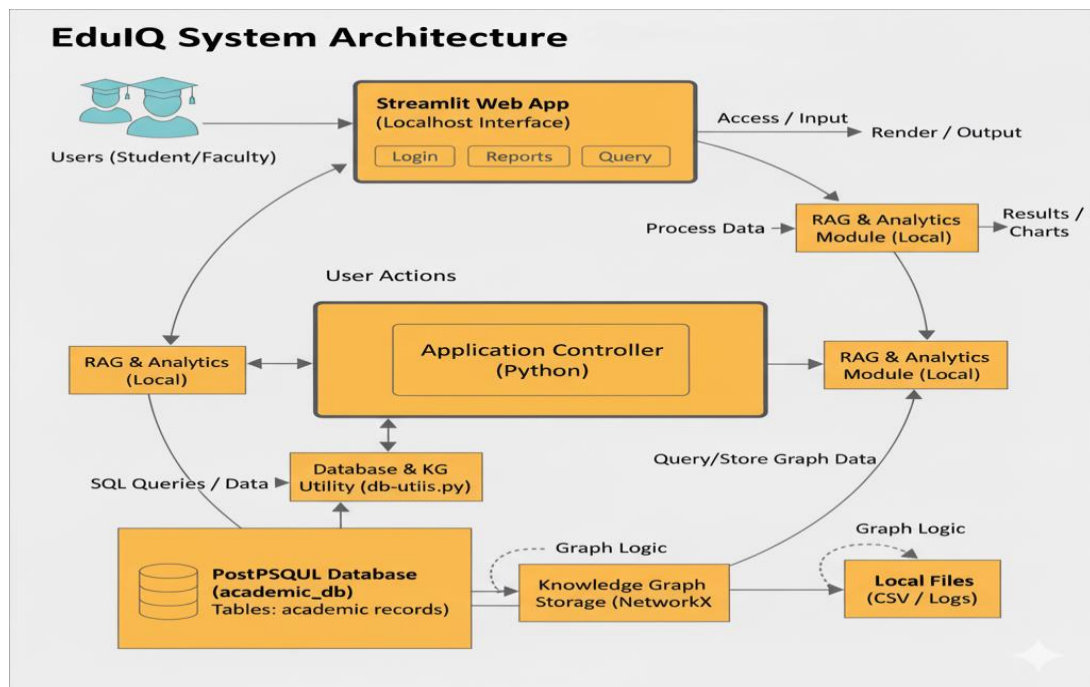 EduIQ System Architecture
Streamlit Web App
(Localhost Interface)
Login
Reports
Query
Users (Student/Faculty)
Access / Input
Render / Output
Process Data
RAG & Analytics
Module (Local)
Results /
Charts
User Actions
RAG & Analytics
(Local)
Application Controller
(Python)
RAG & Analytics
Module (Local)
SQL Queries / Data
Database & KG
Utility (db-utiis.py)
Query/Store Graph Data
PostPSQUL Database
(academic_db)
Tables: academic records)
Graph Logic
Knowledge Graph
Storage (NetworkX
Graph Logic
Local Files
(CSV / Logs)